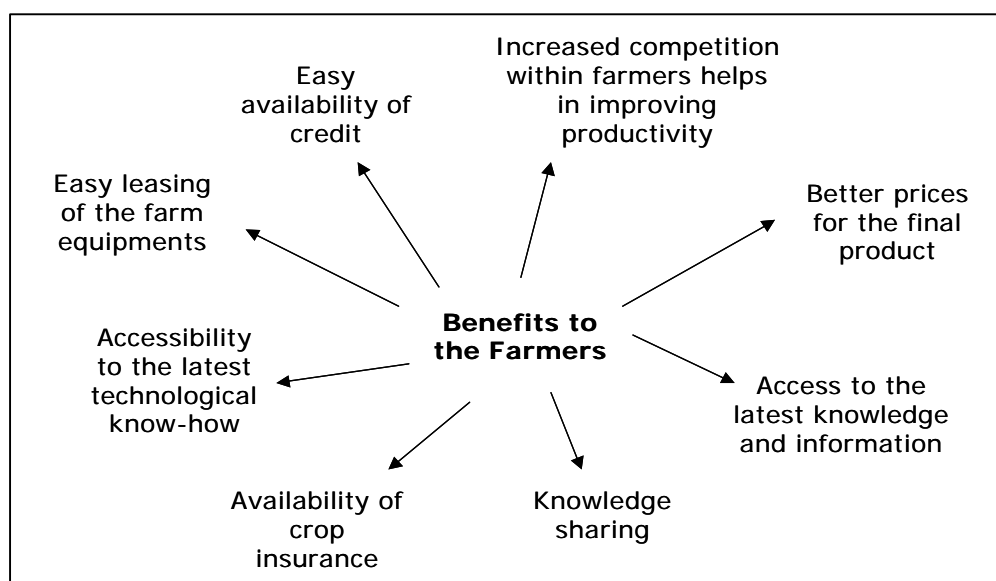 Increased competition
within farmers helps
in improving
productivity
Easy
availability of
credit
Easy leasing
of the farm
equipments
Better prices
for the final
product
Benefits to
the Farmers
Accessibility
to the latest
technological
know-how
Access to the
latest knowledge
and information
Availability of
crop
insurance
Knowledge
sharing